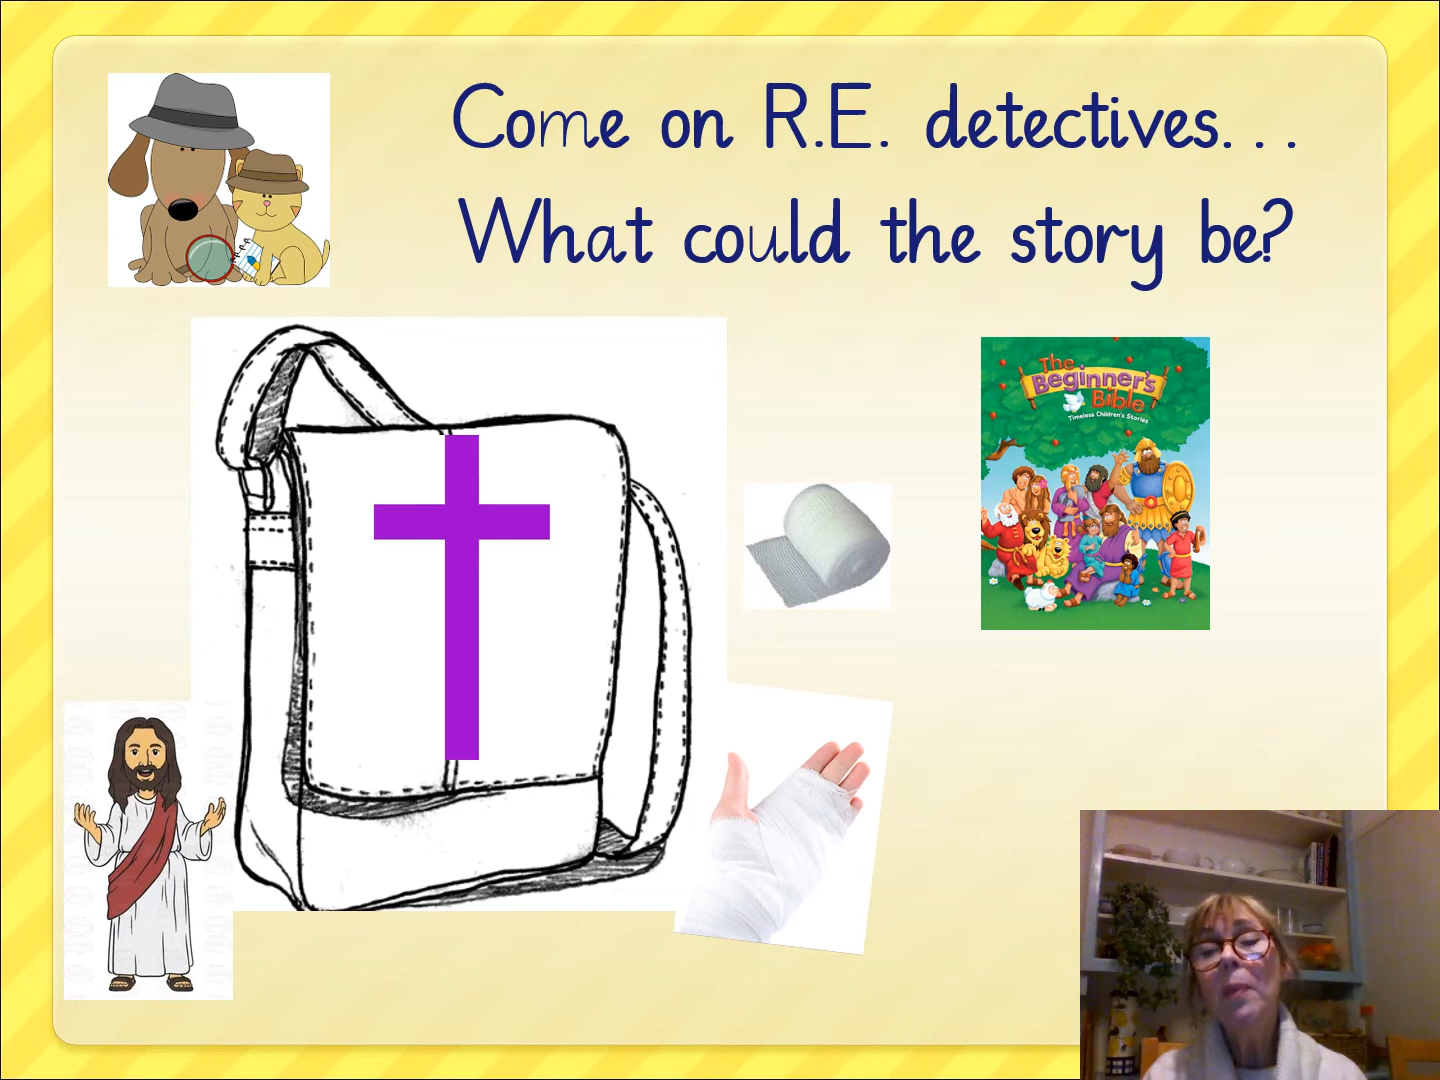 Come on R.E. detectives...
What could the story be?
The
Beginner's
Bible
Timeless Children's Stories